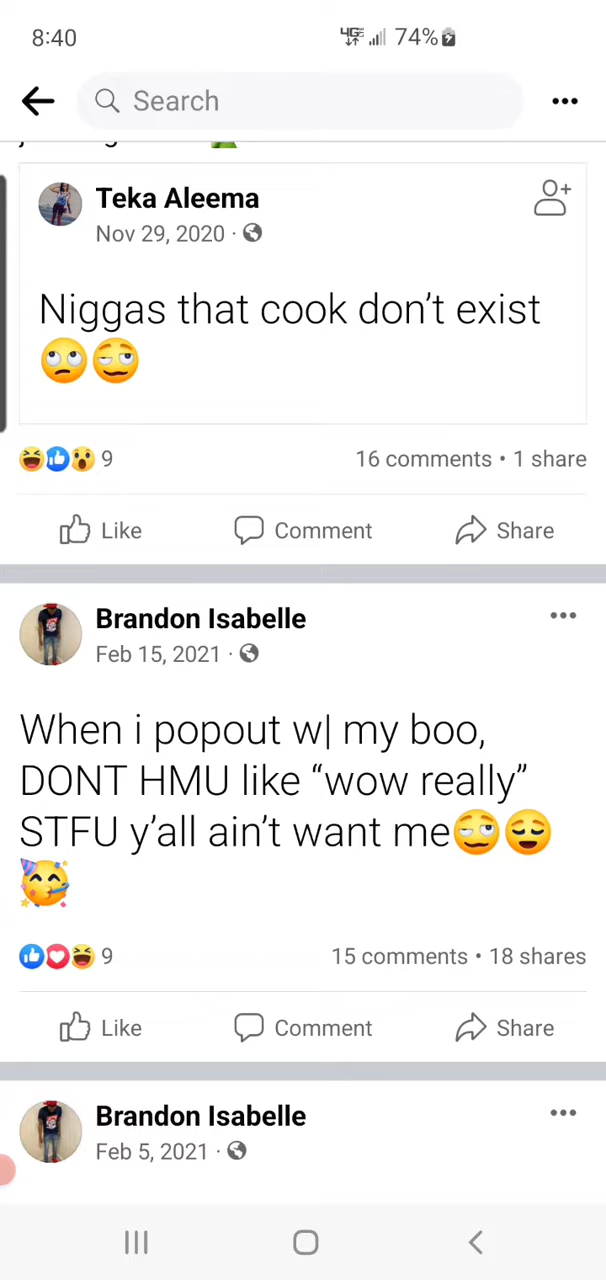 8:40
4GE 74%
Search
Teka Aleema
Nov 29, 2020 ·
Niggas that cook don't exist
9
16 comments • 1 share
Like
Comment
Share
Brandon Isabelle
Feb 15, 2021 ·
When i popout w| my boo,
DONT HMU like “wow really”
STFU y'all ain't want me
9
15 comments • 18 shares
Like
Comment
Share
Brandon Isabelle
Feb 5, 2021 ·